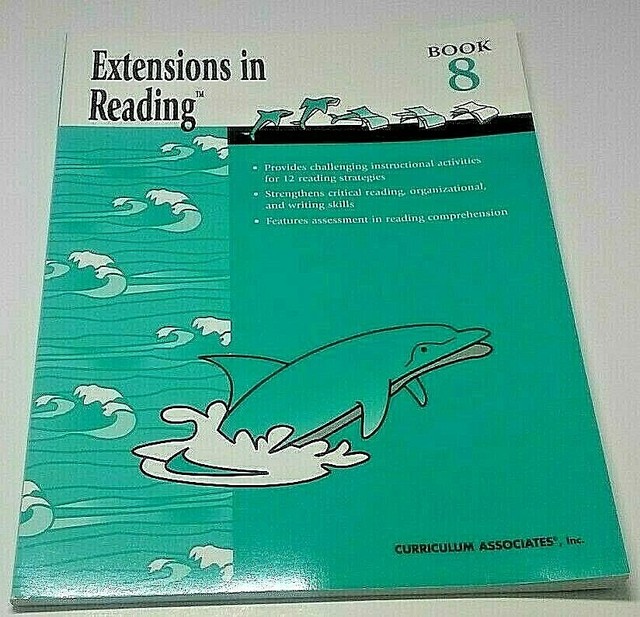 Extensions in
Reading™
BOOK
8
• Provides challenging instructional activities
for 12 reading strategies
• Strengthens critical reading, organizational,
and writing skills
• Features assessment in reading comprehension
CURRICULUM ASSOCIATES®, Inc.